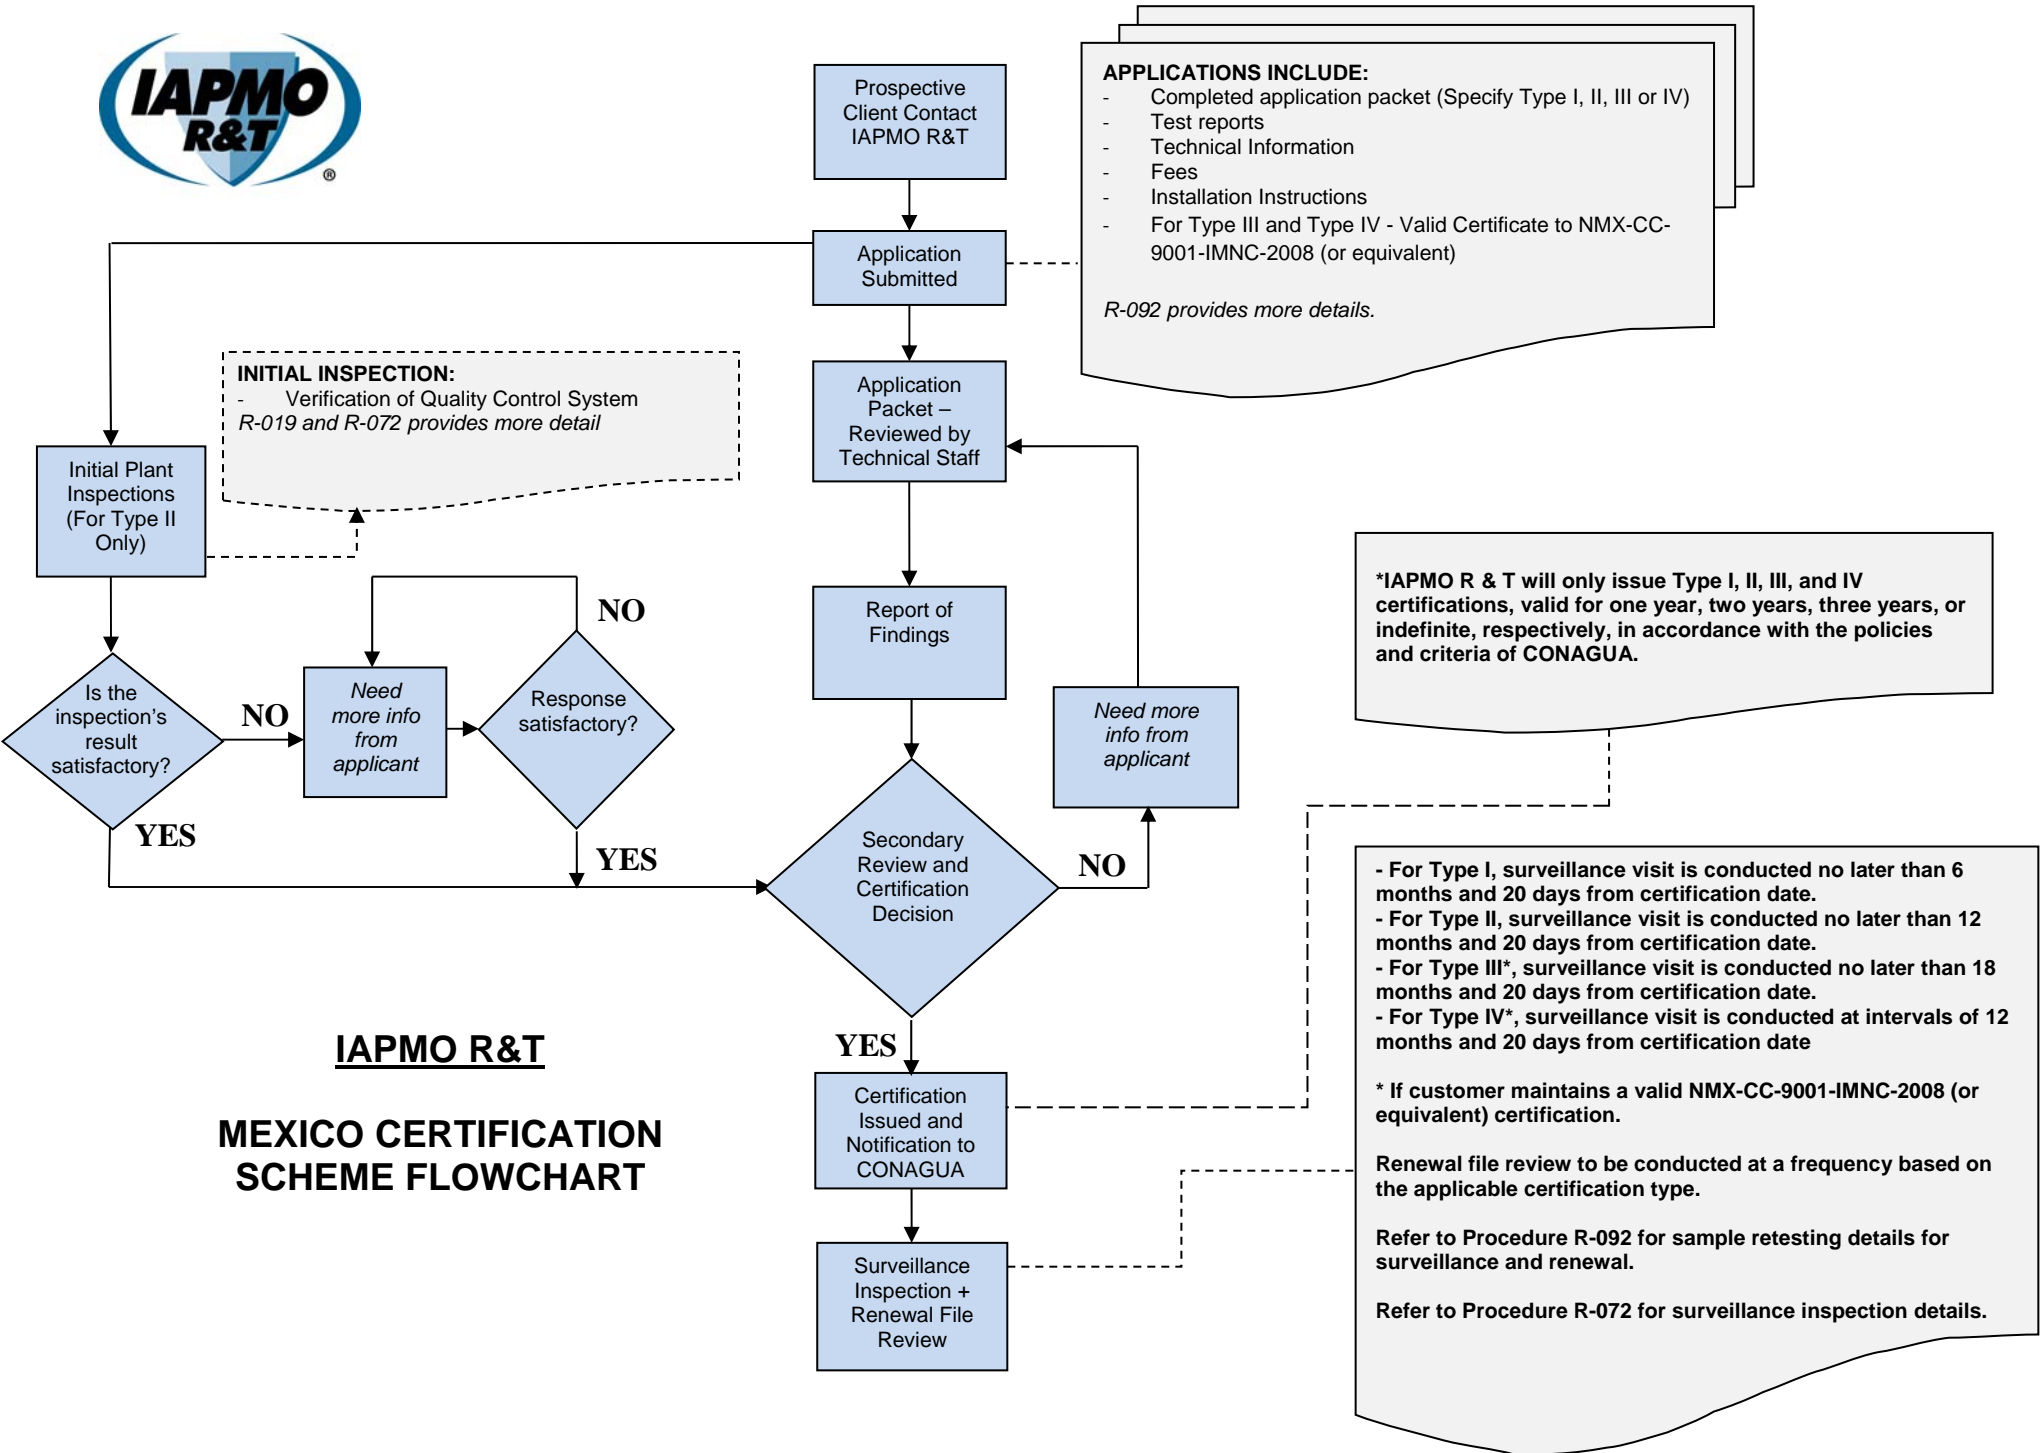 IAPMO
R&T
®
Prospective
Client Contact
IAPMO R&T
APPLICATIONS INCLUDE:
- Completed application packet (Specify Type I, II, III or IV)
- Test reports
- Technical Information
- Fees
- Installation Instructions
- For Type III and Type IV - Valid Certificate to NMX-CC-
9001-IMNC-2008 (or equivalent)
R-092 provides more details.
Application
Submitted
INITIAL INSPECTION:
- Verification of Quality Control System
R-019 and R-072 provides more detail
Application
Packet –
Reviewed by
Technical Staff
Initial Plant
Inspections
(For Type II
Only)
Report of
Findings
*IAPMO R & T will only issue Type I, II, III, and IV
certifications, valid for one year, two years, three years, or
indefinite, respectively, in accordance with the policies
and criteria of CONAGUA.
Is the
inspection’s
result
satisfactory?
NO
Need
more info
from
applicant
Response
satisfactory?
NO
YES
YES
Need more
info from
applicant
Secondary
Review and
Certification
Decision
NO
YES
- For Type I, surveillance visit is conducted no later than 6
months and 20 days from certification date.
- For Type II, surveillance visit is conducted no later than 12
months and 20 days from certification date.
- For Type III*, surveillance visit is conducted no later than 18
months and 20 days from certification date.
- For Type IV*, surveillance visit is conducted at intervals of 12
months and 20 days from certification date
* If customer maintains a valid NMX-CC-9001-IMNC-2008 (or
equivalent) certification.
Renewal file review to be conducted at a frequency based on
the applicable certification type.
Refer to Procedure R-092 for sample retesting details for
surveillance and renewal.
Refer to Procedure R-072 for surveillance inspection details.
IAPMO R&T
MEXICO CERTIFICATION
SCHEME FLOWCHART
Certification
Issued and
Notification to
CONAGUA
Surveillance
Inspection +
Renewal File
Review